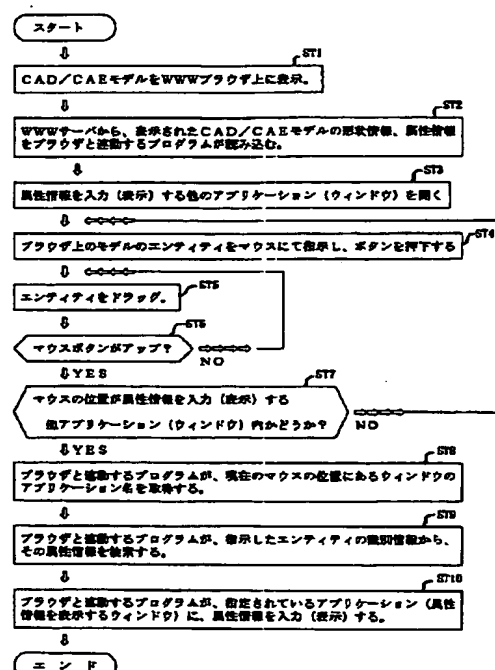 スタート
ST1
CAD/CAEモデルをWWWブラウザ上に表示。
ST2
WWWサーバから、表示されたCAD/CAEモデルの形状情報、属性情報
をブラウザと連動するプログラムが読み込む。
ST3
属性情報を入力(表示)する他のアプリケーション(ウィンドウ)を開く
ST4
ブラウザ上のモデルのエンティティをマウスにて指示し、ボタンを押下する
ST5
エンティティをドラッグ。
ST6
マウスボタンがアップ?
NO
YES
ST7
マウスの位置が属性情報を入力(表示)する
他アプリケーション(ウィンドウ)内かどうか?
NO
YES
ST8
ブラウザと連動するプログラムが、現在のマウスの位置にあるウィンドウの
アプリケーション名を取得する。
ST9
ブラウザと連動するプログラムが、指示したエンティティの識別情報から、
その属性情報を検索する。
ST10
ブラウザと連動するプログラムが、指定されているアプリケーション(属性
情報を表示するウィンドウ)に、属性情報を入力(表示)する。
エンド